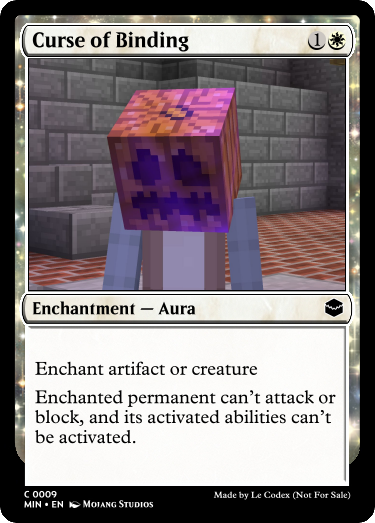 Curse of Binding 1
Enchantment — Aura
Enchant artifact or creature
Enchanted permanent can't attack or
block, and its activated abilities can't
be activated.
C 0009
MIN • EN Mojang Studios
Made by Le Codex (Not For Sale)